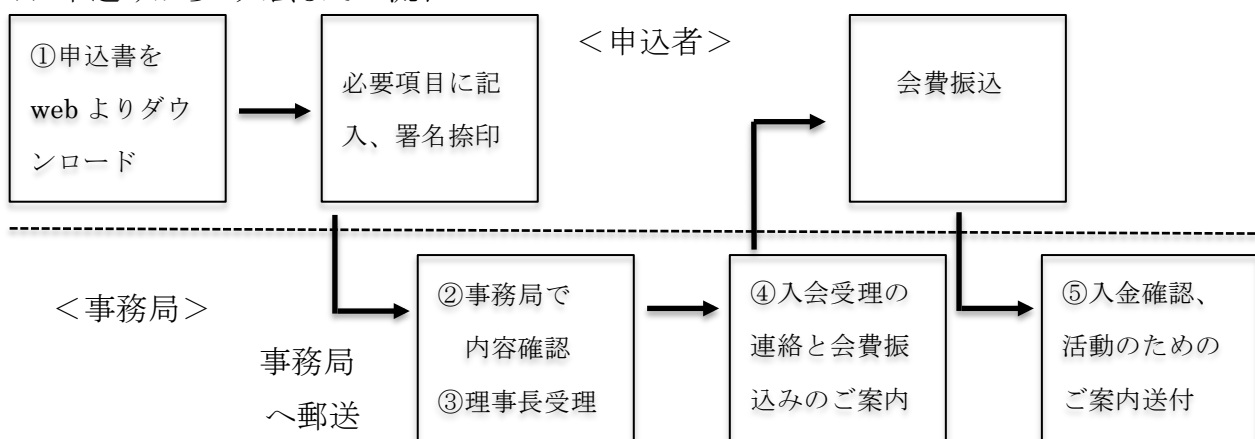 ①申込書を
web よりダウ
ンロード
必要項目に記
入、署名捺印
＜申込者＞
会費振込
＜事務局＞
事務局
へ郵送
②事務局で
内容確認
③理事長受理
④入会受理の
連絡と会費振
込みのご案内
⑤入金確認、
活動のための
ご案内送付